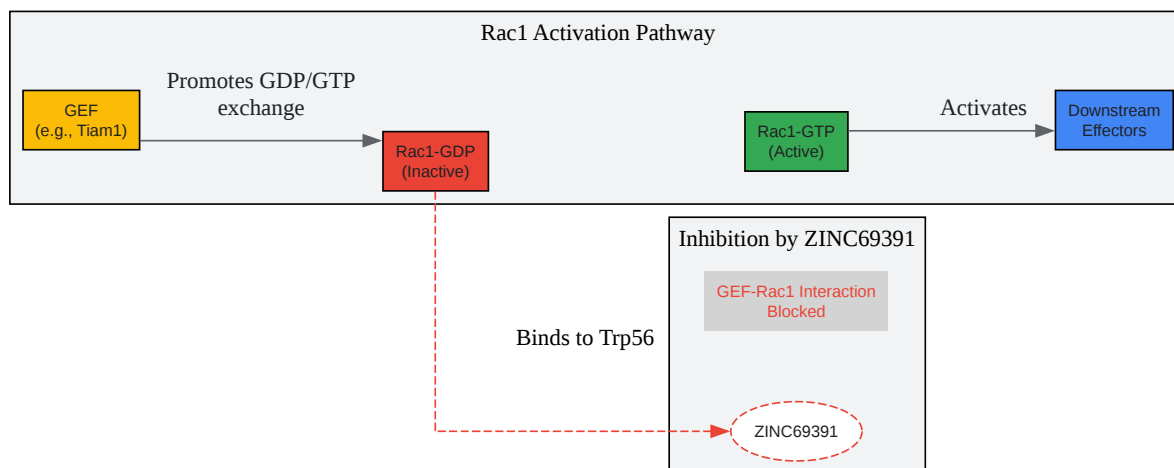 Rac1 Activation Pathway
Promotes GDP/GTP
exchange
GEF
(e.g., Tiam1)
Rac1-GDP
(Inactive)
Rac1-GTP
(Active)
Activates
Downstream
Effectors
Inhibition by ZINC69391
GEF-Rac1 Interaction
Blocked
Binds to Trp56
ZINC69391